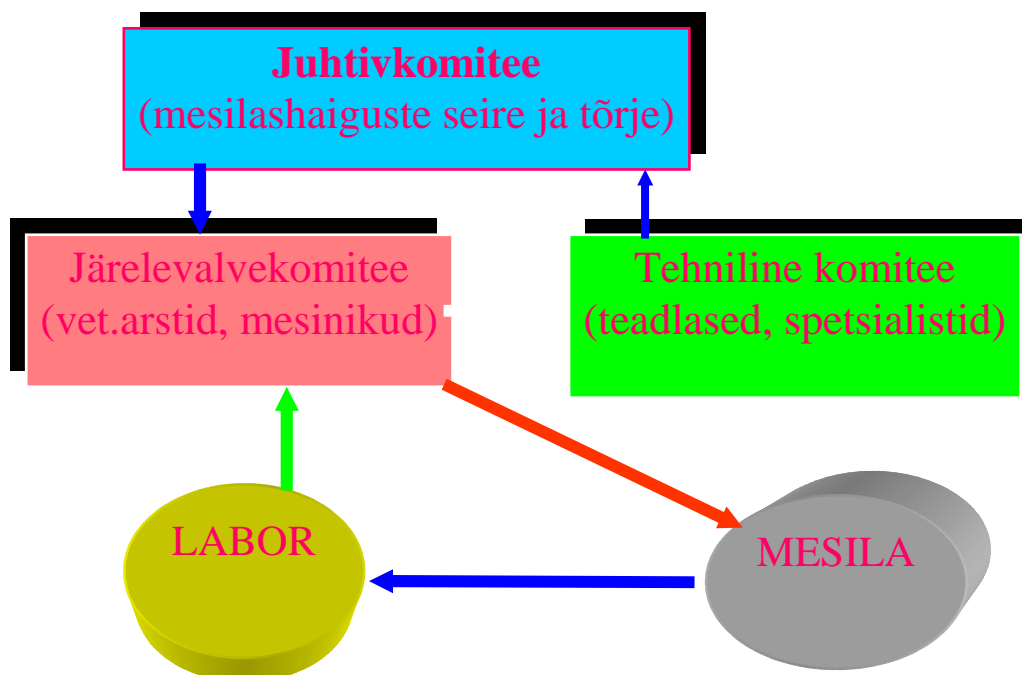 Juhtivkomitee
(mesilashaiguste seire ja tõrje)
Järelevalvekomitee
(vet.arstid, mesinikud)
Tehniline komitee
(teadlased, spetsialistid)
LABOR
MESILA